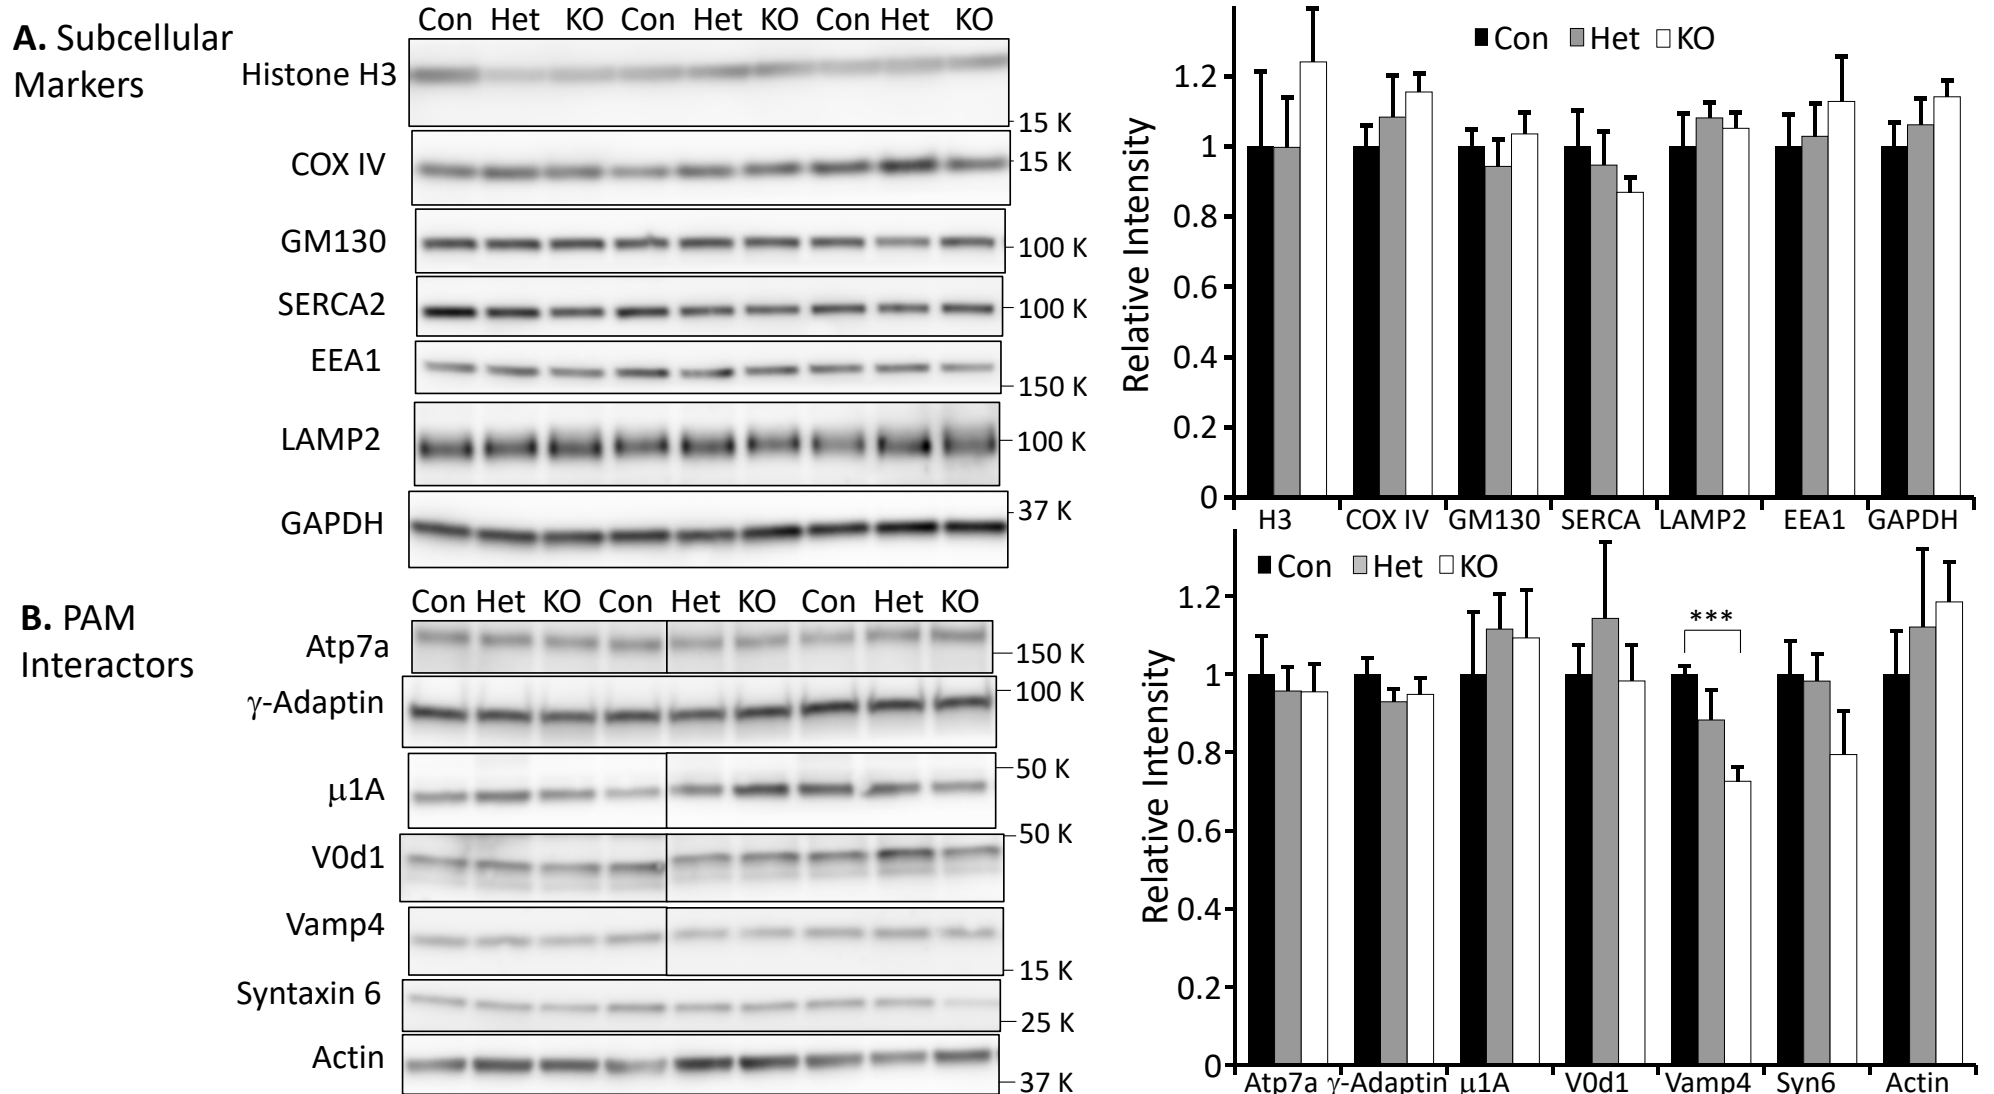 A. Subcellular
Markers
Con Het KO Con Het KO Con Het KO
Histone H3
15 K
COX IV
15 K
GM130
100 K
SERCA2
100 K
EEA1
150 K
LAMP2
100 K
GAPDH
37 K
Con Het KO
Relative Intensity
1.2
1
0.8
0.6
0.4
0.2
0
H3 COX IV GM130 SERCA LAMP2 EEA1 GAPDH
B. PAM
Interactors
Con Het KO Con Het KO Con Het KO
Atp7a
150 K
γ-Adaptin
100 K
μ1A
50 K
V0d1
50 K
Vamp4
15 K
Syntaxin 6
25 K
Actin
37 K
Con Het KO
***
Relative Intensity
1.2
1
0.8
0.6
0.4
0.2
0
Atp7a γ-Adaptin μ1A V0d1 Vamp4 Syn6 Actin